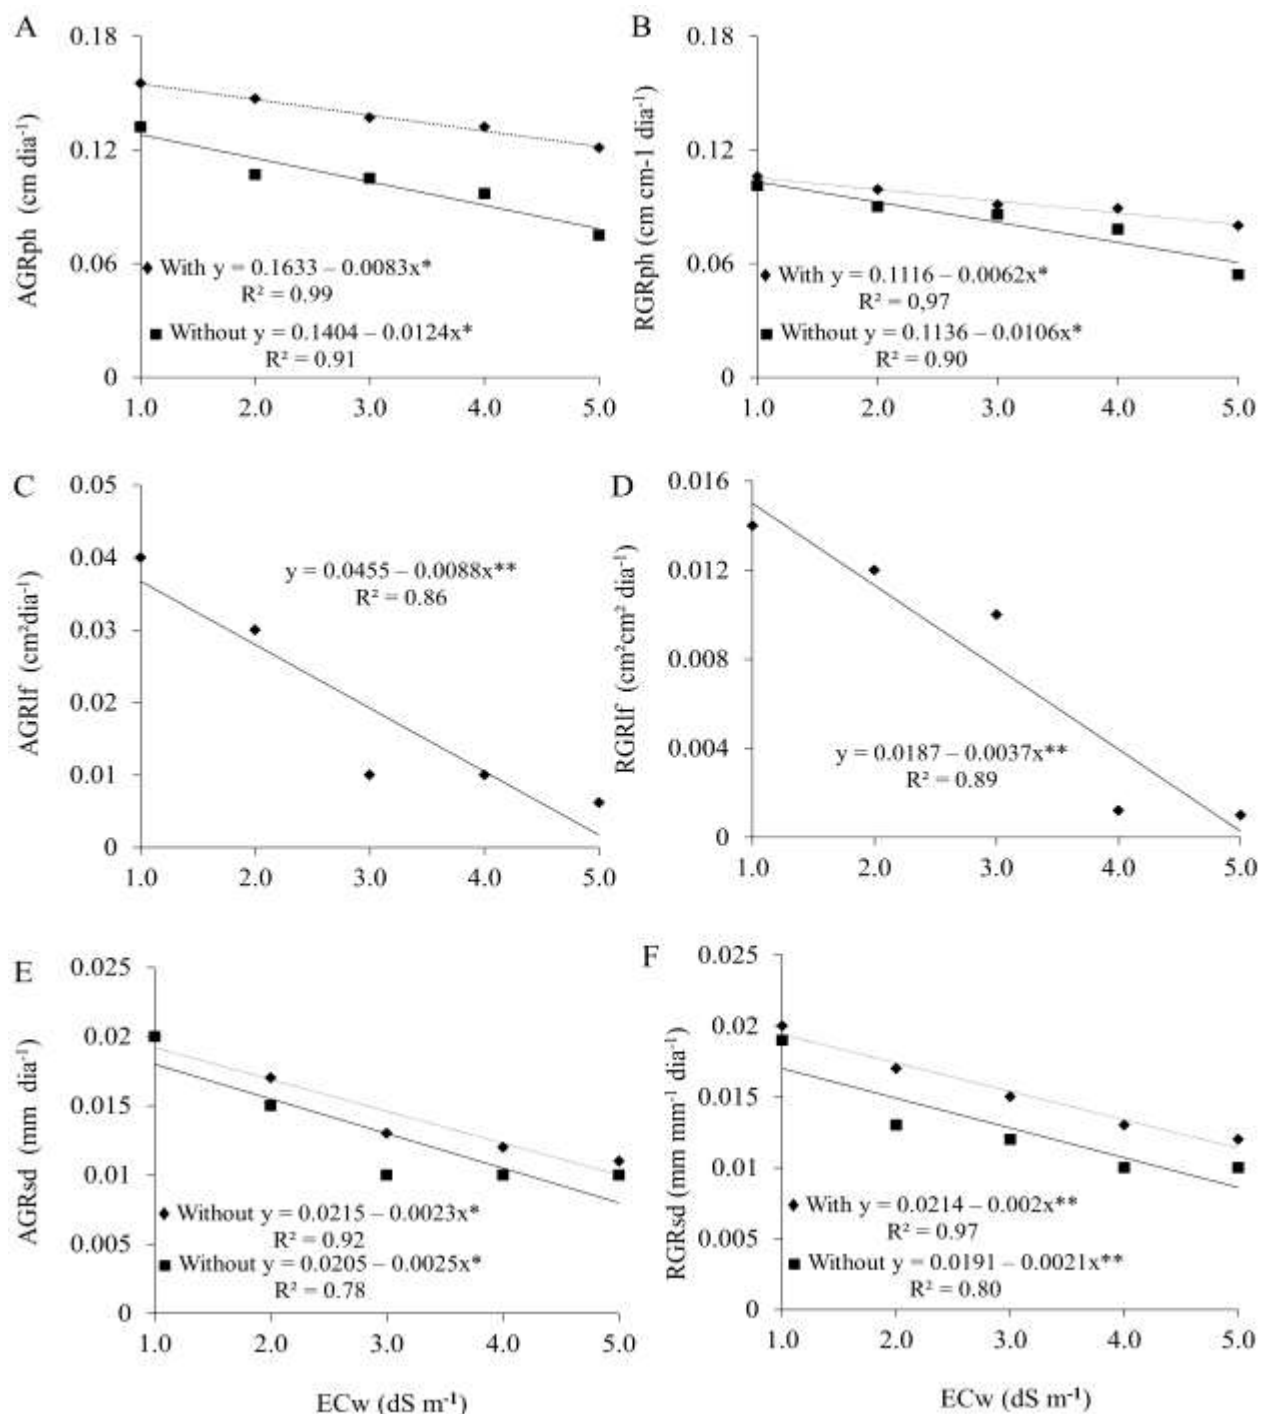 A
0.18
0.12
0.06
0
AGRph (cm dia⁻¹)
With y = 0.1633 – 0.0083x*
R² = 0.99
Without y = 0.1404 – 0.0124x*
R² = 0.91
1.0 2.0 3.0 4.0 5.0
B
0.18
0.12
0.06
0
RGRph (cm cm-1 dia⁻¹)
With y = 0.1116 – 0.0062x*
R² = 0,97
Without y = 0.1136 – 0.0106x*
R² = 0.90
1.0 2.0 3.0 4.0 5.0
C
0.05
0.04
0.03
0.02
0.01
0
AGRlf (cm²dia⁻¹)
y = 0.0455 – 0.0088x**
R² = 0.86
1.0 2.0 3.0 4.0 5.0
D
0.016
0.012
0.008
0.004
0
RGRlf (cm²cm² dia⁻¹)
y = 0.0187 – 0.0037x**
R² = 0.89
1.0 2.0 3.0 4.0 5.0
E
0.025
0.02
0.015
0.01
0.005
0
AGRsd (mm dia⁻¹)
Without y = 0.0215 – 0.0023x*
R² = 0.92
Without y = 0.0205 – 0.0025x*
R² = 0.78
1.0 2.0 3.0 4.0 5.0
ECw (dS m⁻¹)
F
0.025
0.02
0.015
0.01
0.005
0
RGRsd (mm mm⁻¹ dia⁻¹)
With y = 0.0214 – 0.002x**
R² = 0.97
Without y = 0.0191 – 0.0021x**
R² = 0.80
1.0 2.0 3.0 4.0 5.0
ECw (dS m⁻¹)